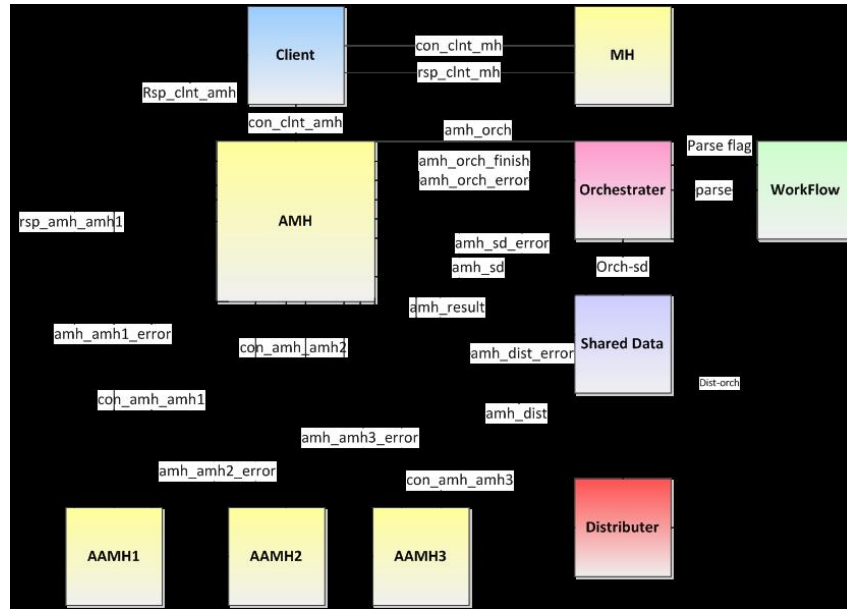 Client
con_clnt_mh
MH
rsp_clnt_mh
Rsp_clnt_amh
con_clnt_amh
amh_orch
Parse flag
amh_orch_finish
amh_orch_error
Orchestrater
parse
WorkFlow
rsp_amh_amh1
AMH
amh_sd_error
amh_sd
Orch-sd
amh_result
amh_amh1_error
con_amh_amh2
amh_dist_error
Shared Data
Dist-orch
con_amh_amh1
amh_dist
amh_amh3_error
amh_amh2_error
con_amh_amh3
Distributer
AAMH1
AAMH2
AAMH3